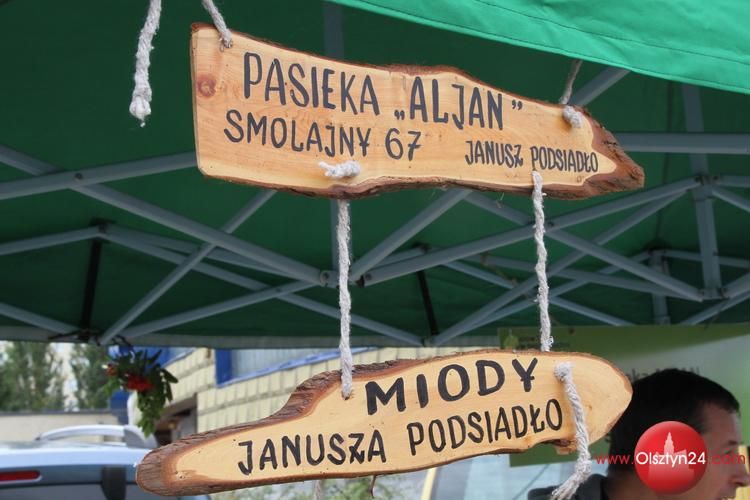 PASIEKA „ALJAN”
SMOLAJNY 67 JANUSZ PODSIADŁO
MIODY
JANUSZA PODSIADŁO
www.Olsztyn24.com